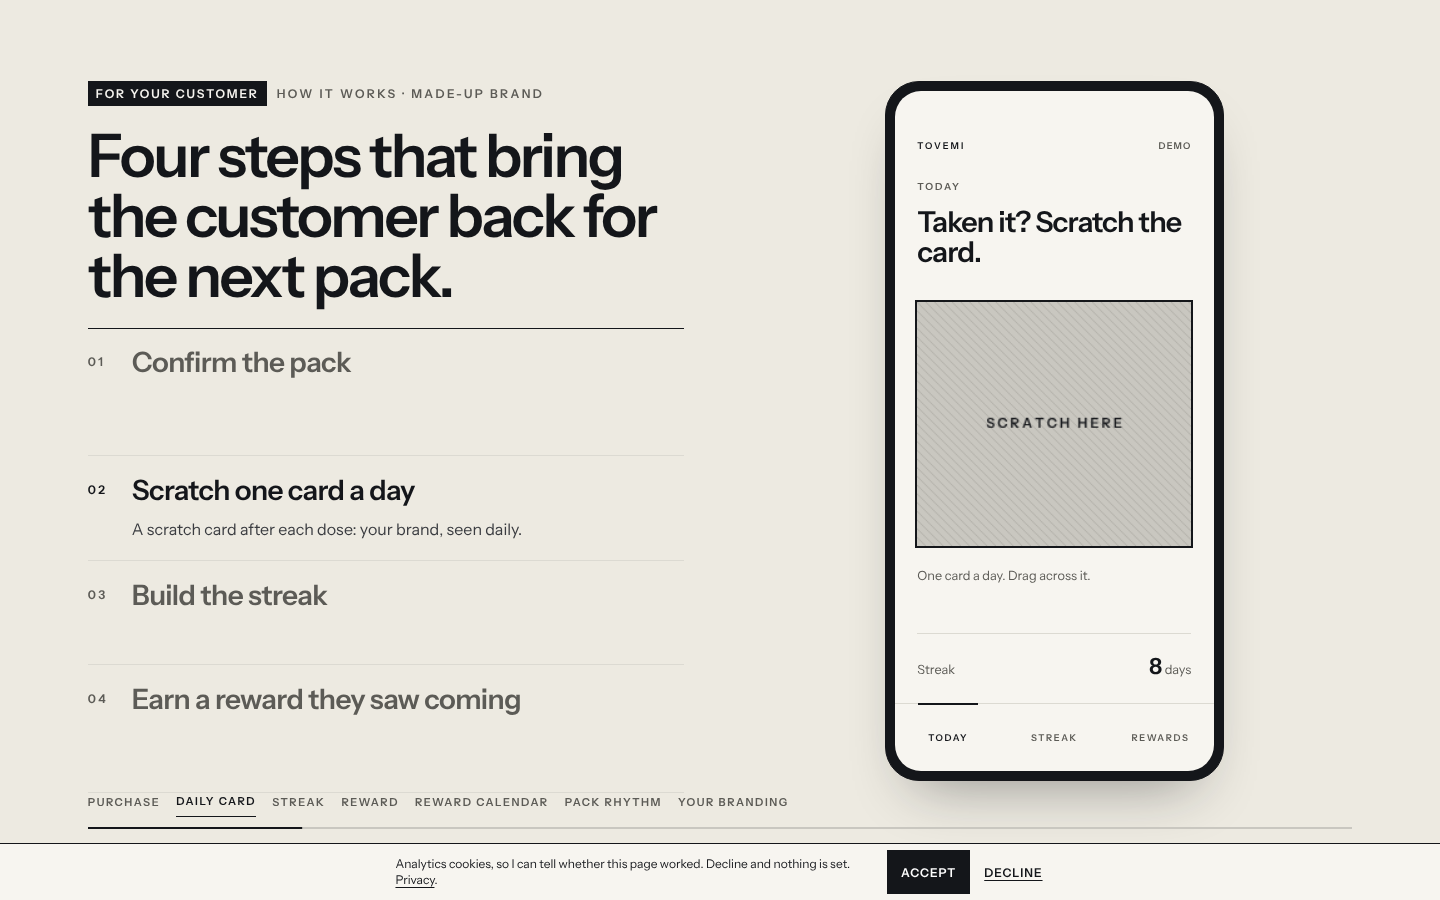 FOR YOUR CUSTOMER HOW IT WORKS · MADE-UP BRAND
Four steps that bring
the customer back for
the next pack.
01 Confirm the pack
02 Scratch one card a day
A scratch card after each dose: your brand, seen daily.
03 Build the streak
04 Earn a reward they saw coming
TOVEMI DEMO
TODAY
Taken it? Scratch the
card.
SCRATCH HERE
One card a day. Drag across it.
Streak 8 days
TODAY STREAK REWARDS
PURCHASE DAILY CARD STREAK REWARD REWARD CALENDAR PACK RHYTHM YOUR BRANDING
Analytics cookies, so I can tell whether this page worked. Decline and nothing is set.
Privacy.
ACCEPT DECLINE